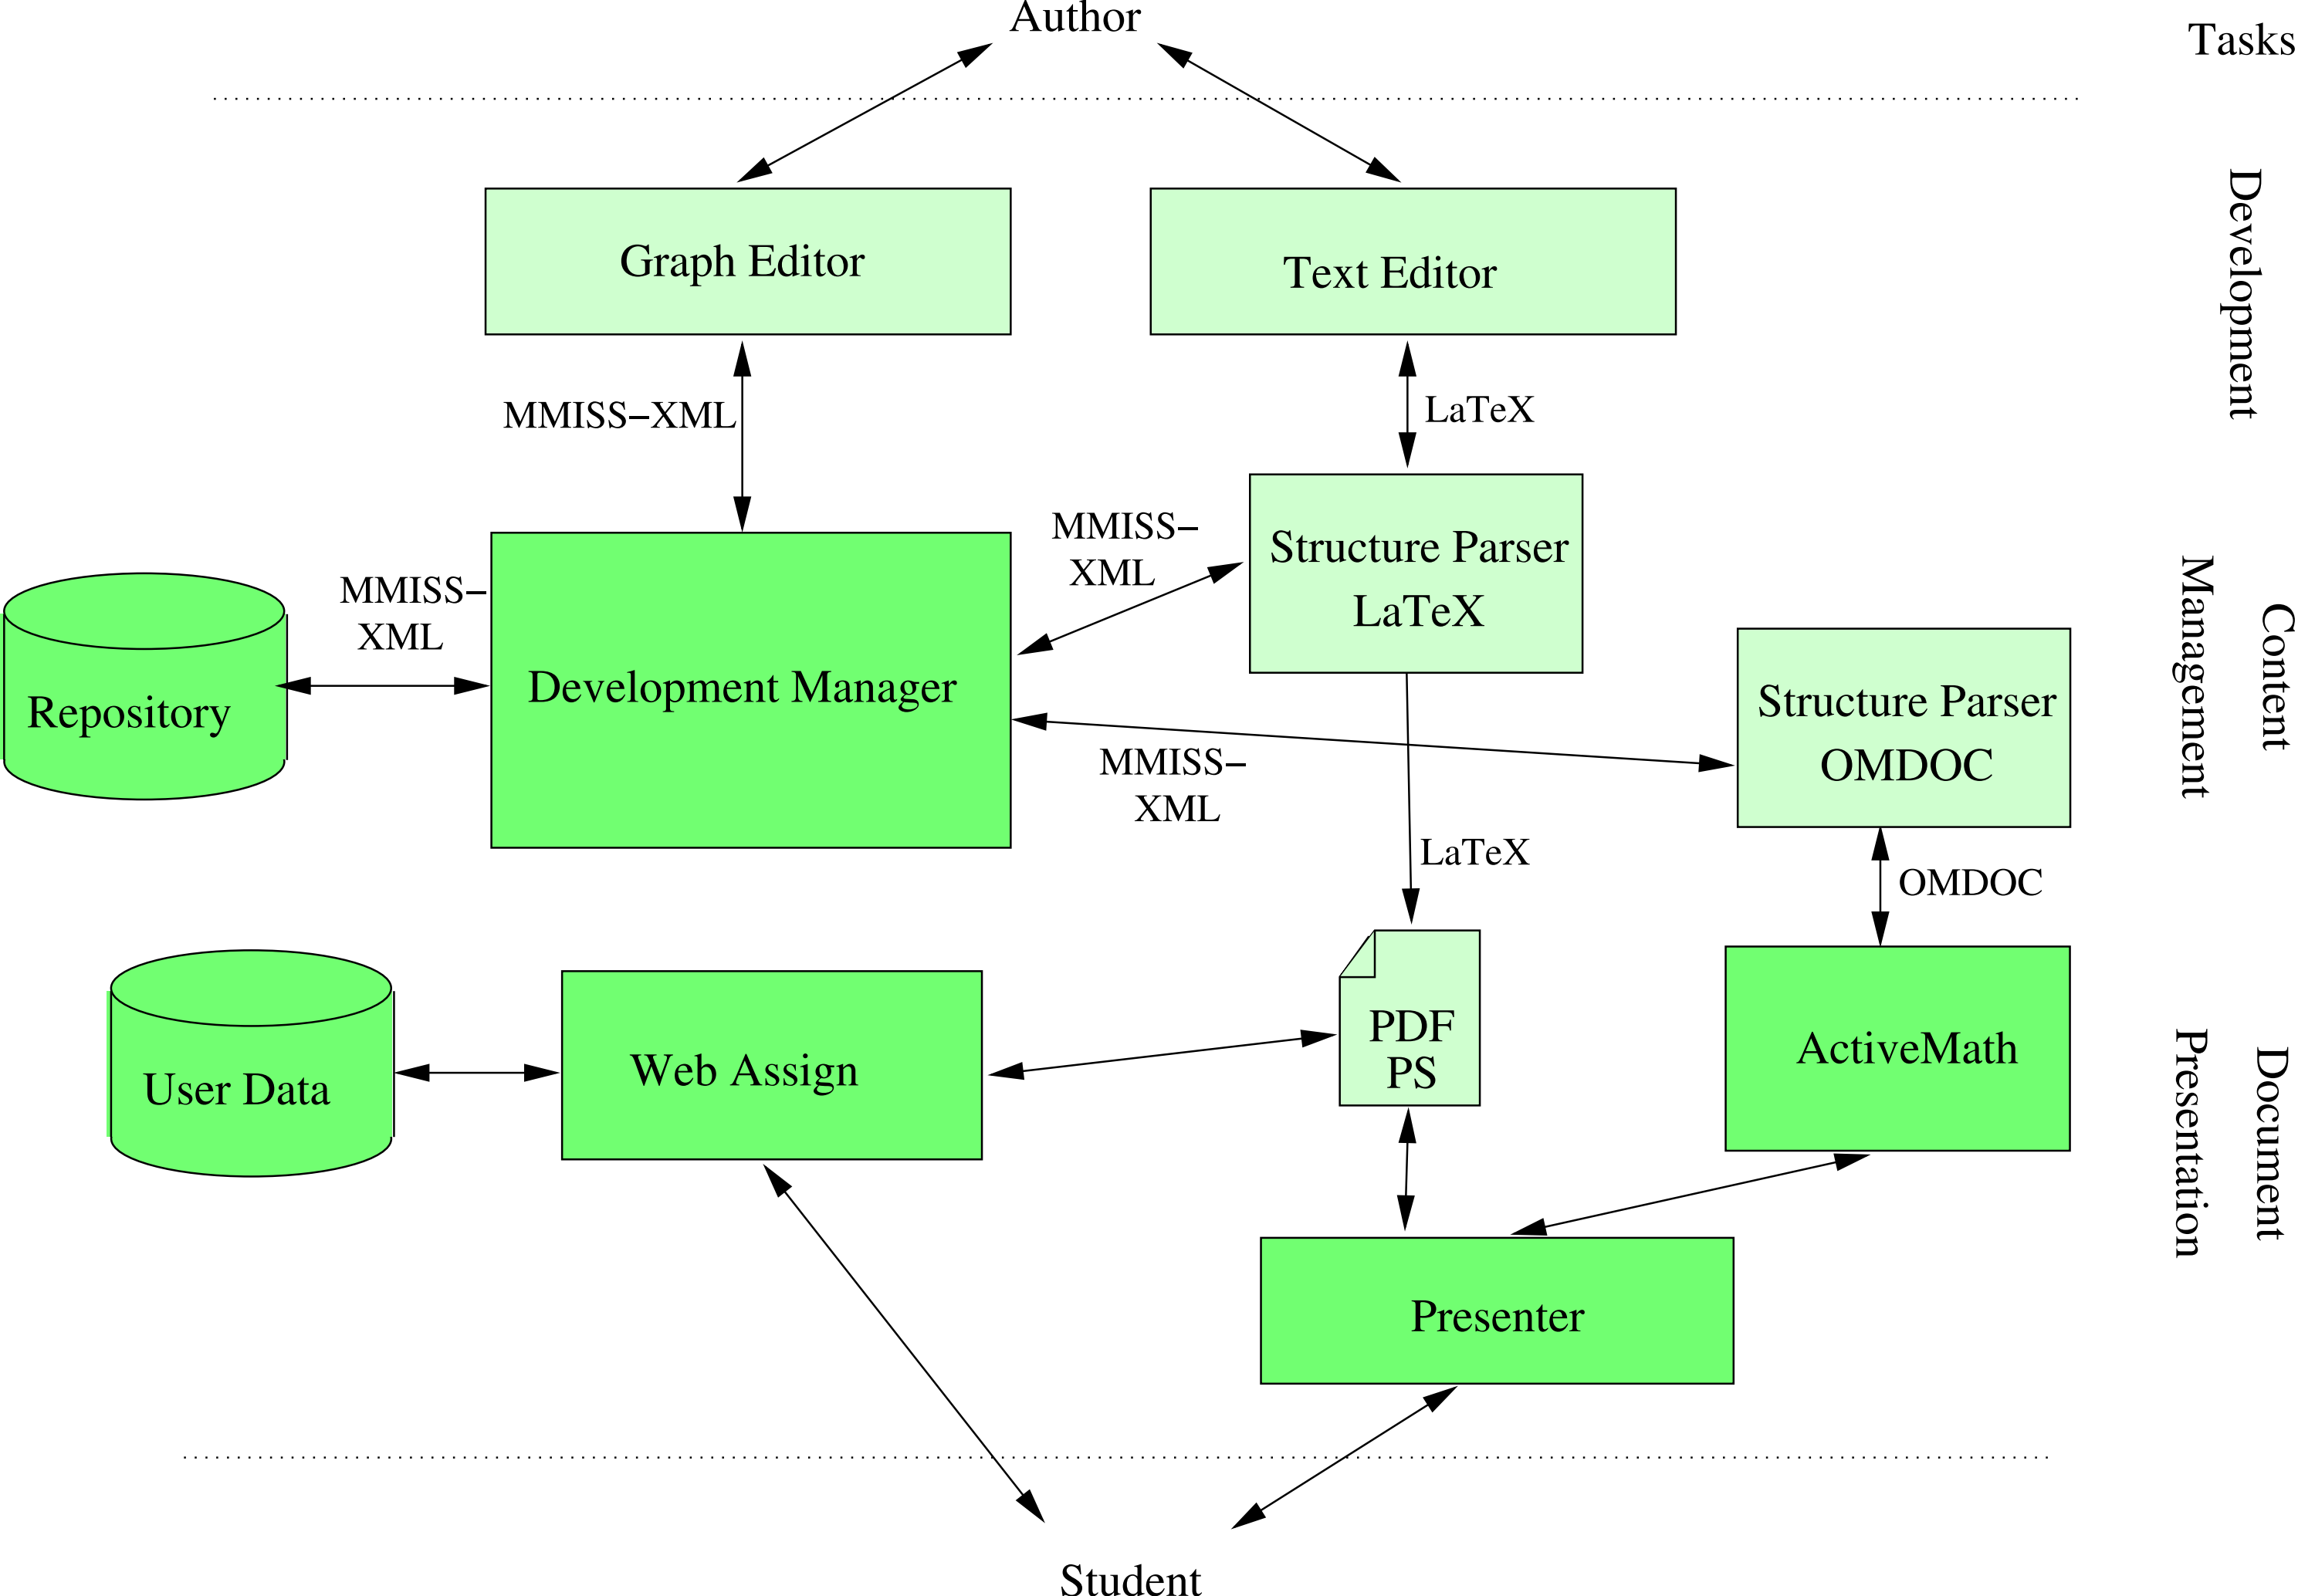 Author
Tasks
Graph Editor
Text Editor
Development
MMISS–XML
LaTeX
MMISS–
XML
Structure Parser
LaTeX
MMISS–
XML
Repository
Development Manager
Structure Parser
OMDOC
Content
Management
MMISS–
XML
LaTeX
OMDOC
User Data
Web Assign
PDF
PS
ActiveMath
Document
Presentation
Presenter
Student